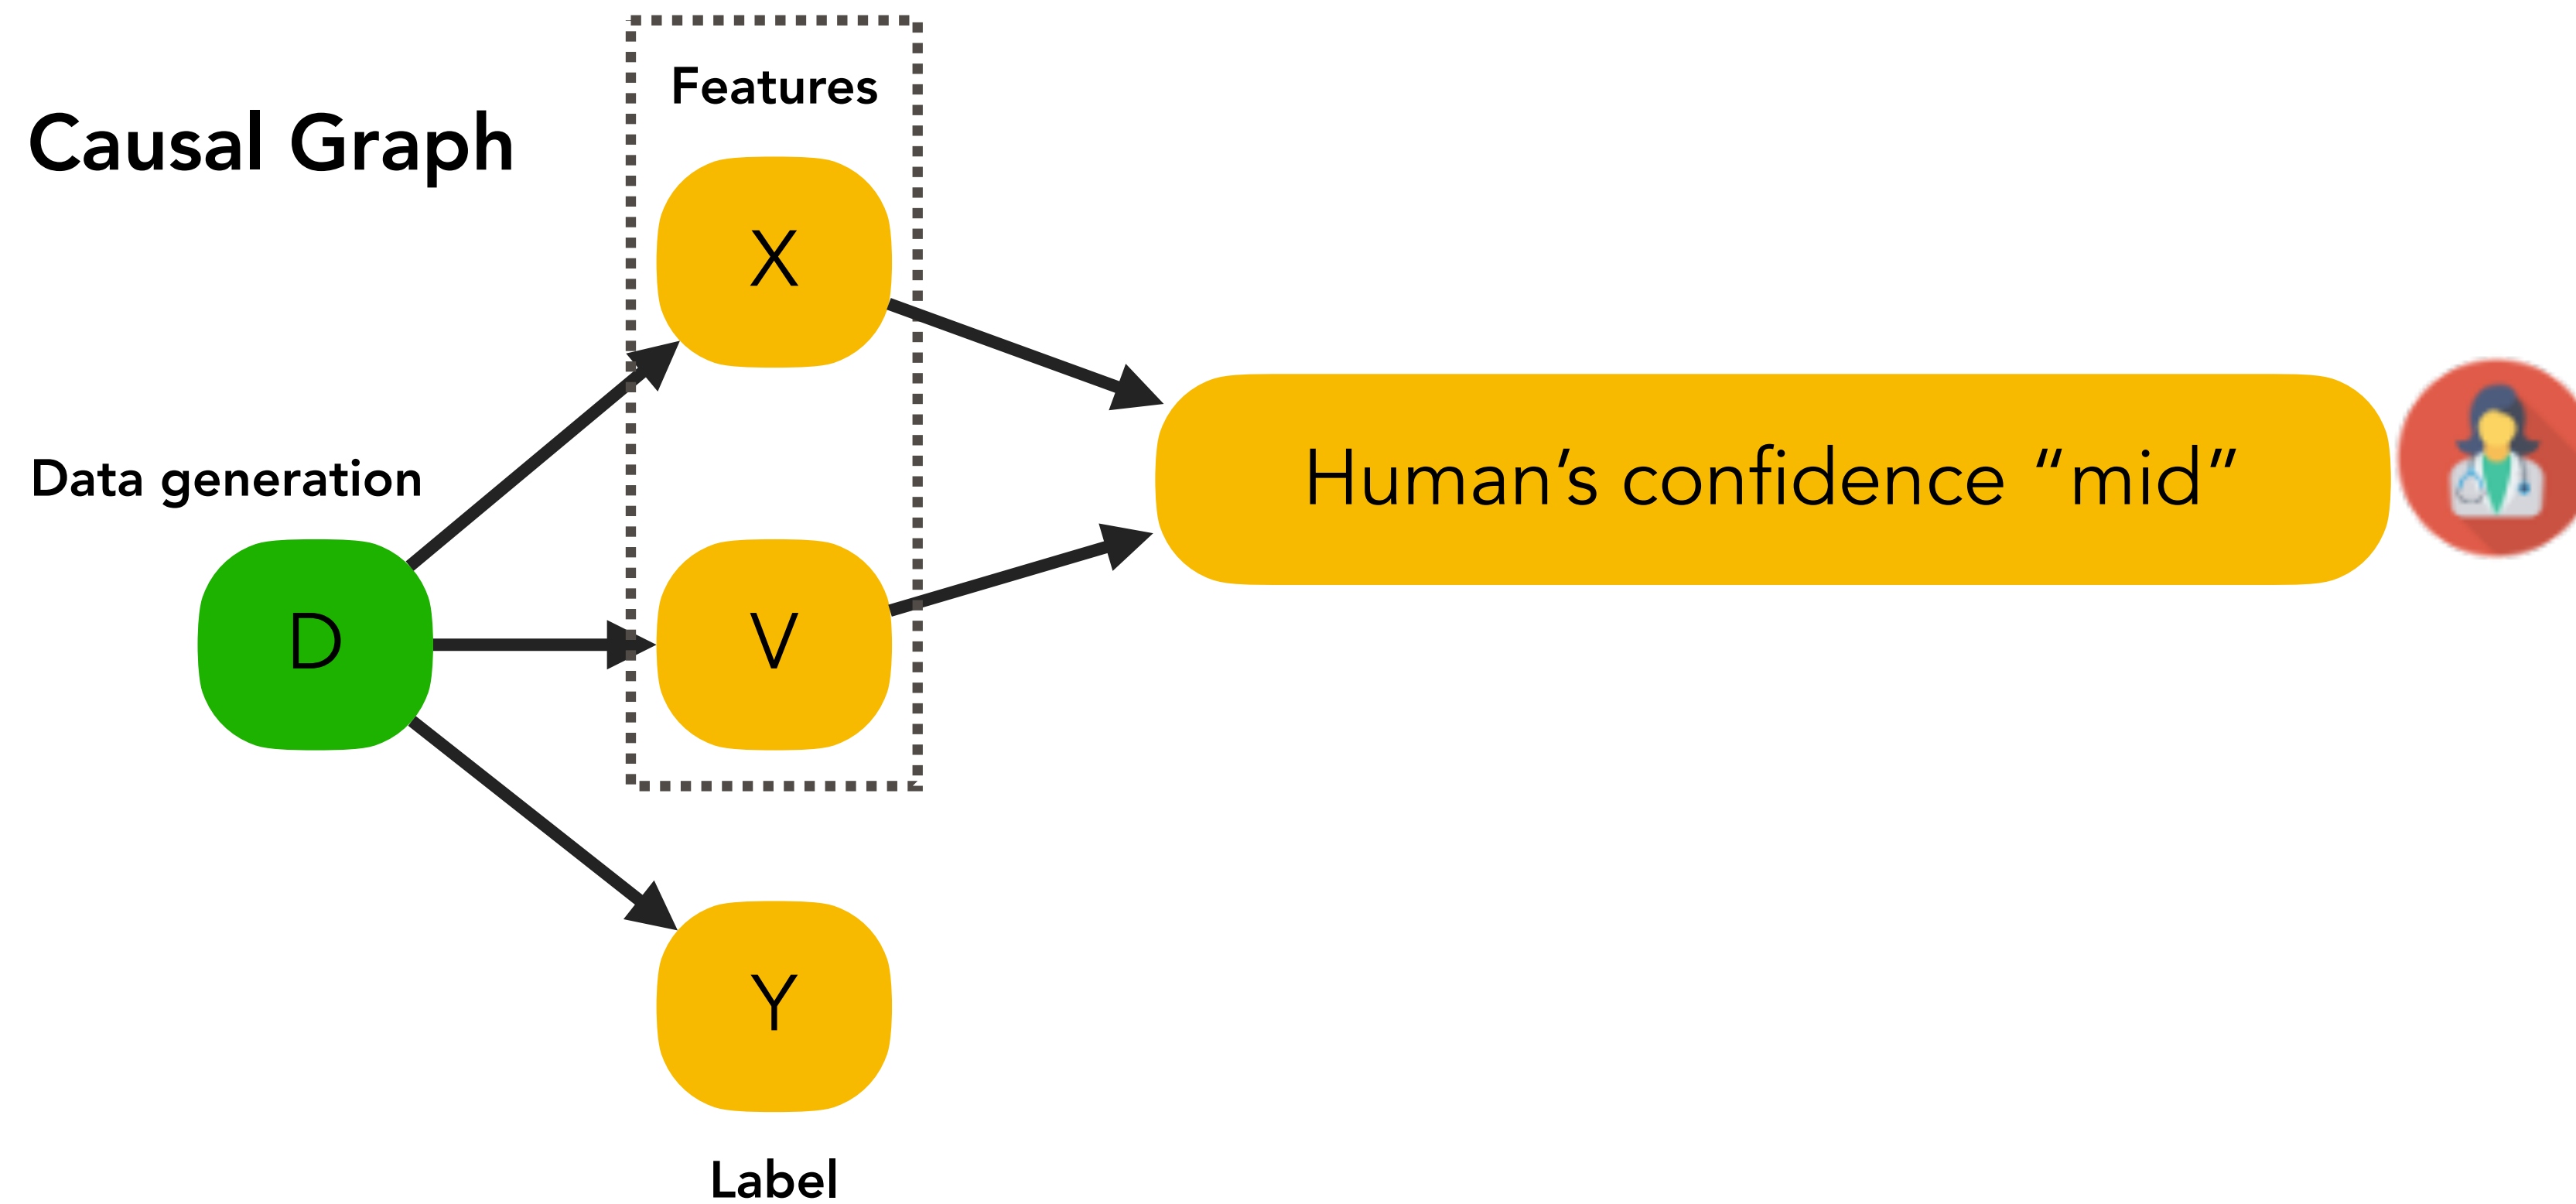 Causal Graph
Features
X
Data generation
Human’s confidence “mid”
D
V
Y
Label